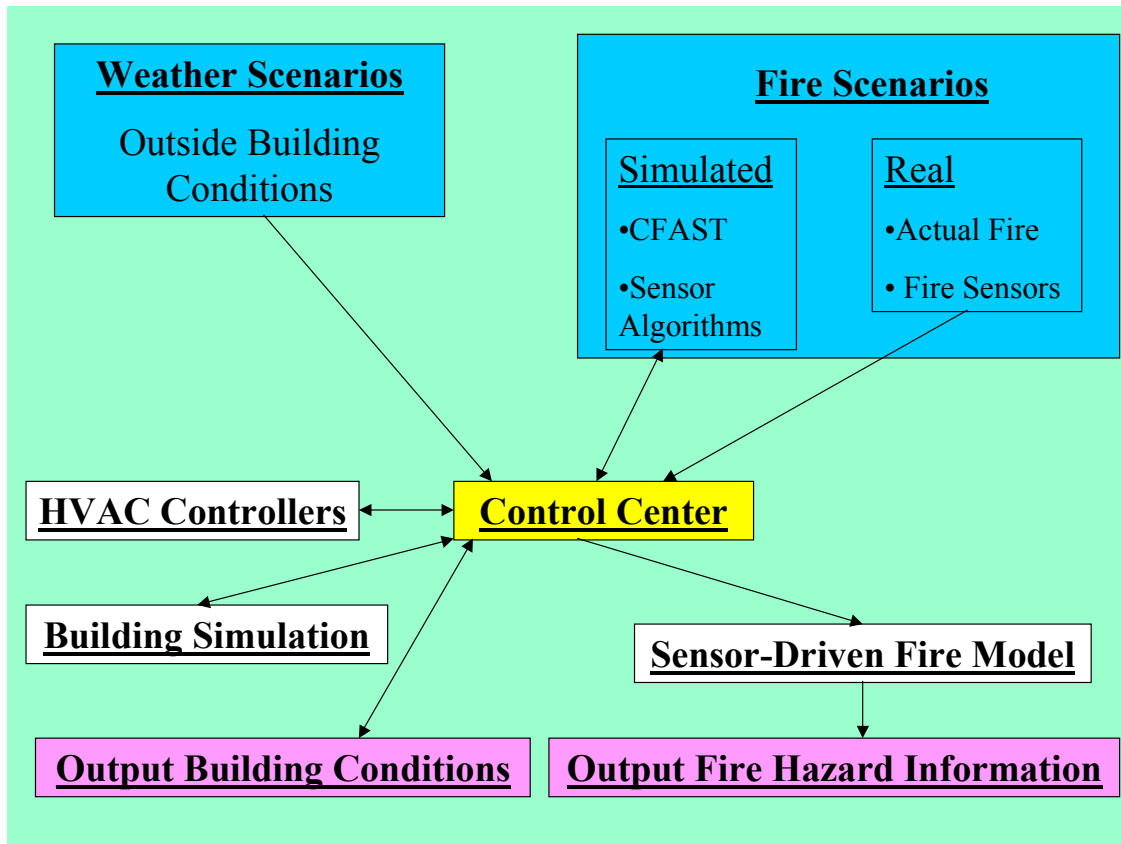 Weather Scenarios
Outside Building
Conditions
Fire Scenarios
Simulated
•CFAST
•Sensor
Algorithms
Real
•Actual Fire
• Fire Sensors
HVAC Controllers
Control Center
Building Simulation
Sensor-Driven Fire Model
Output Building Conditions
Output Fire Hazard Information